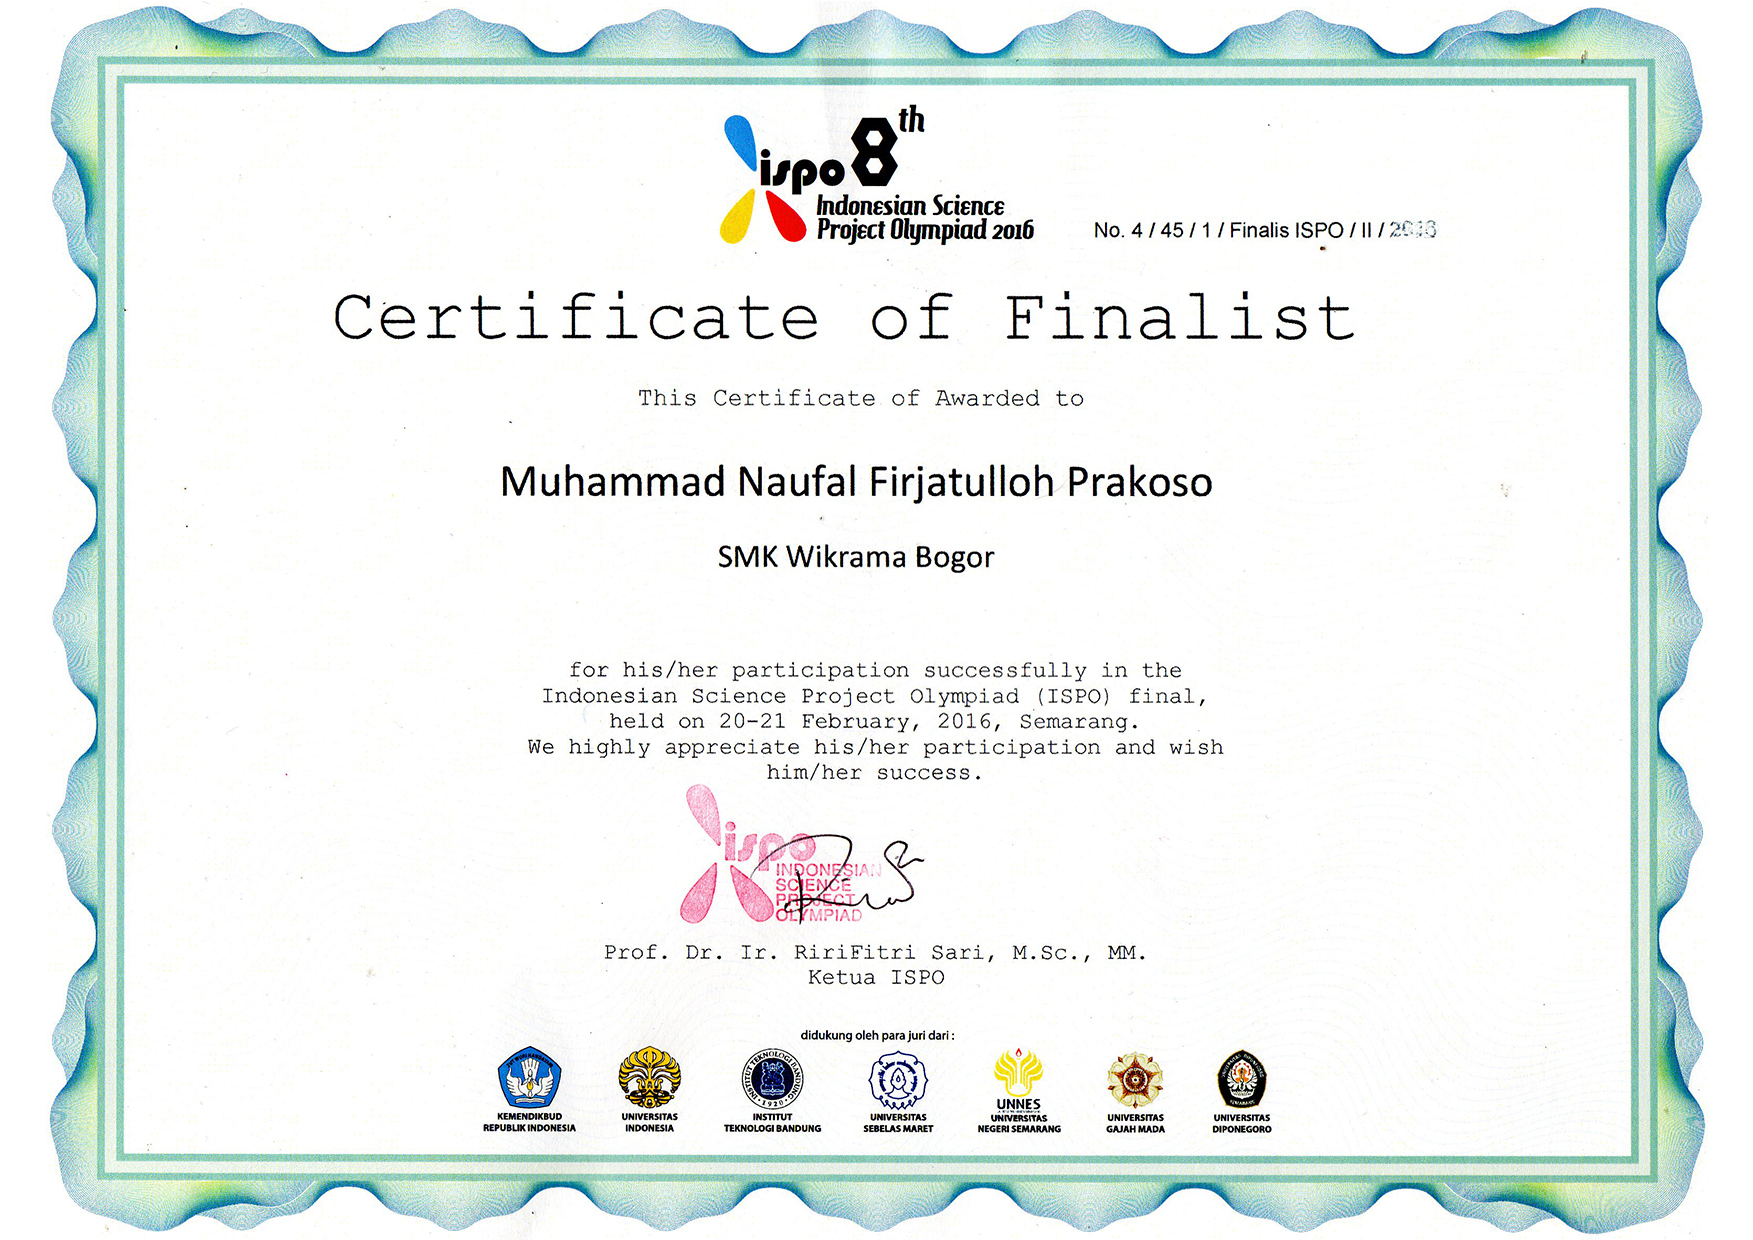 ispo 8th
Indonesian Science
Project Olympiad 2016
No. 4 / 45 / 1 / Finalis ISPO / II / 2016
Certificate of Finalist
This Certificate of Awarded to
Muhammad Naufal Firjatulloh Prakoso
SMK Wikrama Bogor
for his/her participation successfully in the
Indonesian Science Project Olympiad (ISPO) final,
held on 20-21 February, 2016, Semarang.
We highly appreciate his/her participation and wish
him/her success.
ispo
INDONESIAN
SCIENCE
PROJECT
OLYMPIAD
Prof. Dr. Ir. RiriFitri Sari, M.Sc., MM.
Ketua ISPO
didukung oleh para juri dari :
KEMENDIKBUD
REPUBLIK INDONESIA
UNIVERSITAS
INDONESIA
INSTITUT TEKNOLOGI BANDUNG
1920
INSTITUT
TEKNOLOGI BANDUNG
UNIVERSITAS
SEBELAS MARET
UNNES
UNIVERSITAS
NEGERI SEMARANG
UNIVERSITAS
GAJAH MADA
UNIVERSITAS
DIPONEGORO